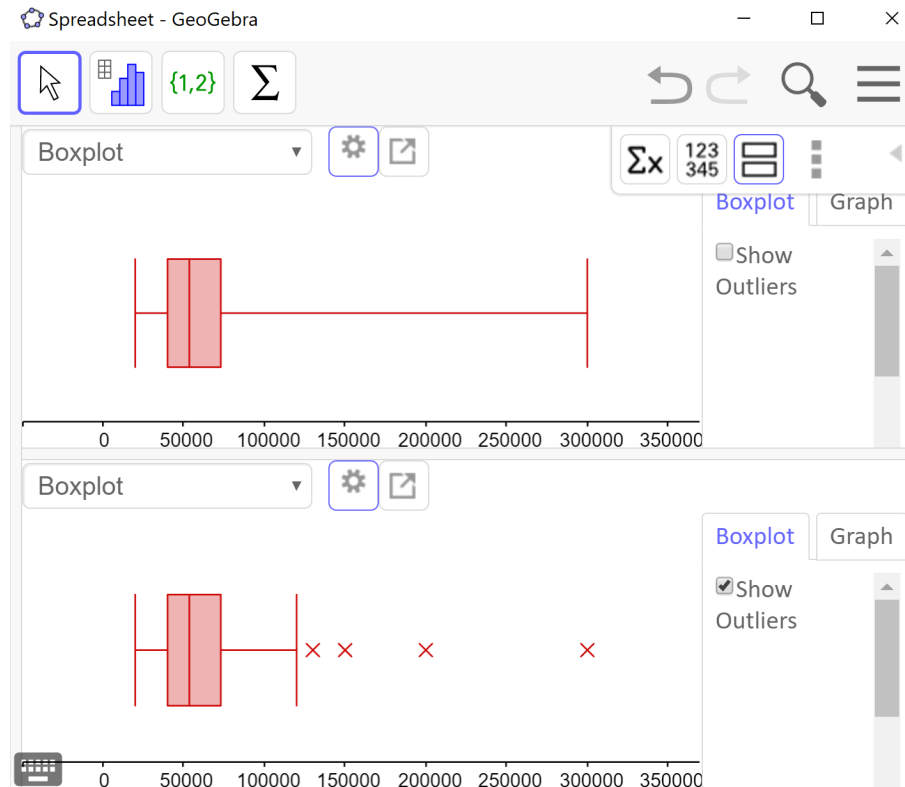 Spreadsheet - GeoGebra
{1,2} Σ
Boxplot
Σx 123 345
Boxplot Graph
Show
Outliers
0 50000 100000 150000 200000 250000 300000 350000
Boxplot
Boxplot Graph
Show
Outliers
0 50000 100000 150000 200000 250000 300000 350000